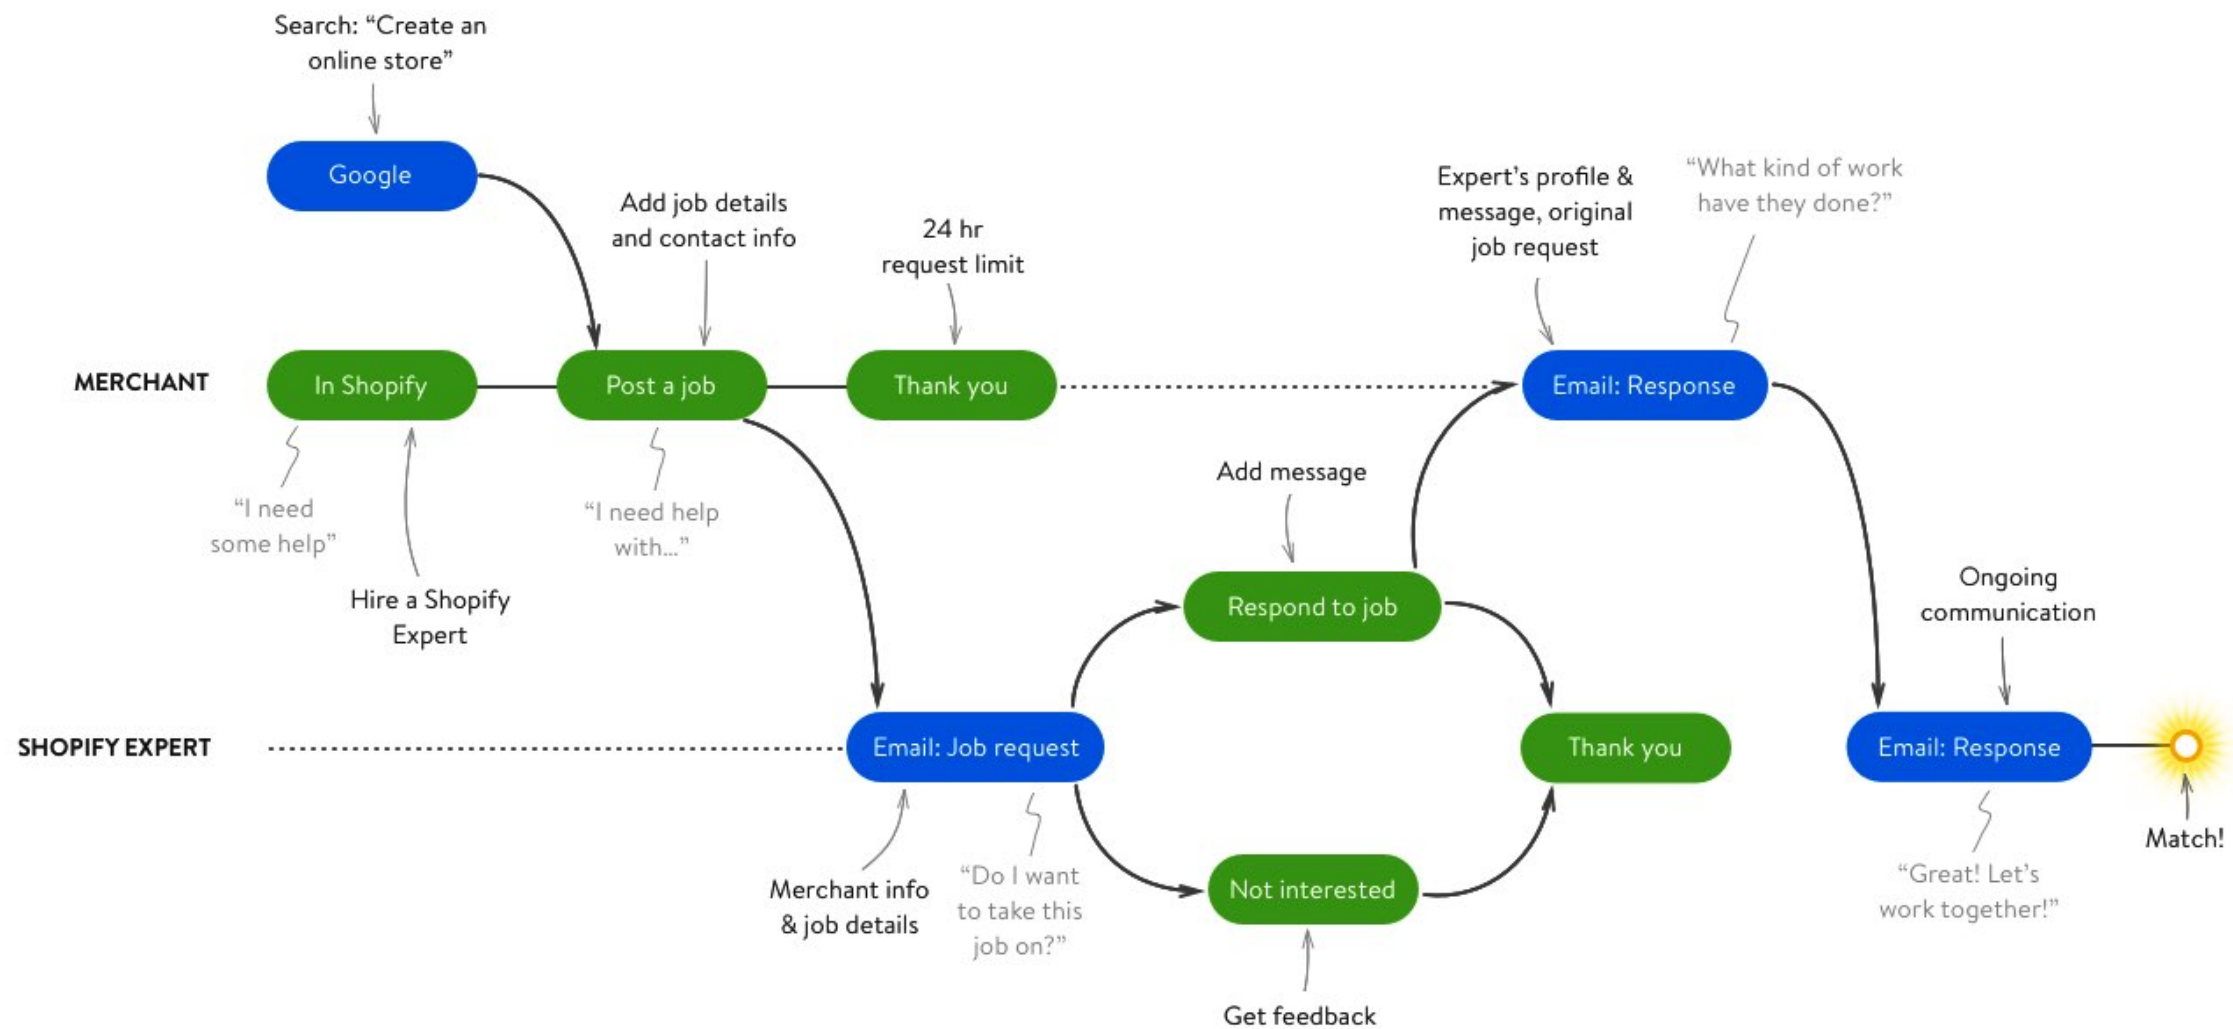 Search: “Create an
online store”
Google
Add job details
and contact info
24 hr
request limit
Expert’s profile &
message, original
job request
“What kind of work
have they done?”
MERCHANT
In Shopify
Post a job
Thank you
Email: Response
“I need
some help”
Hire a Shopify
Expert
“I need help
with...”
Add message
Respond to job
Ongoing
communication
SHOPIFY EXPERT
Email: Job request
Thank you
Email: Response
Match!
Merchant info
& job details
“Do I want
to take this
job on?”
Not interested
Get feedback
“Great! Let’s
work together!”